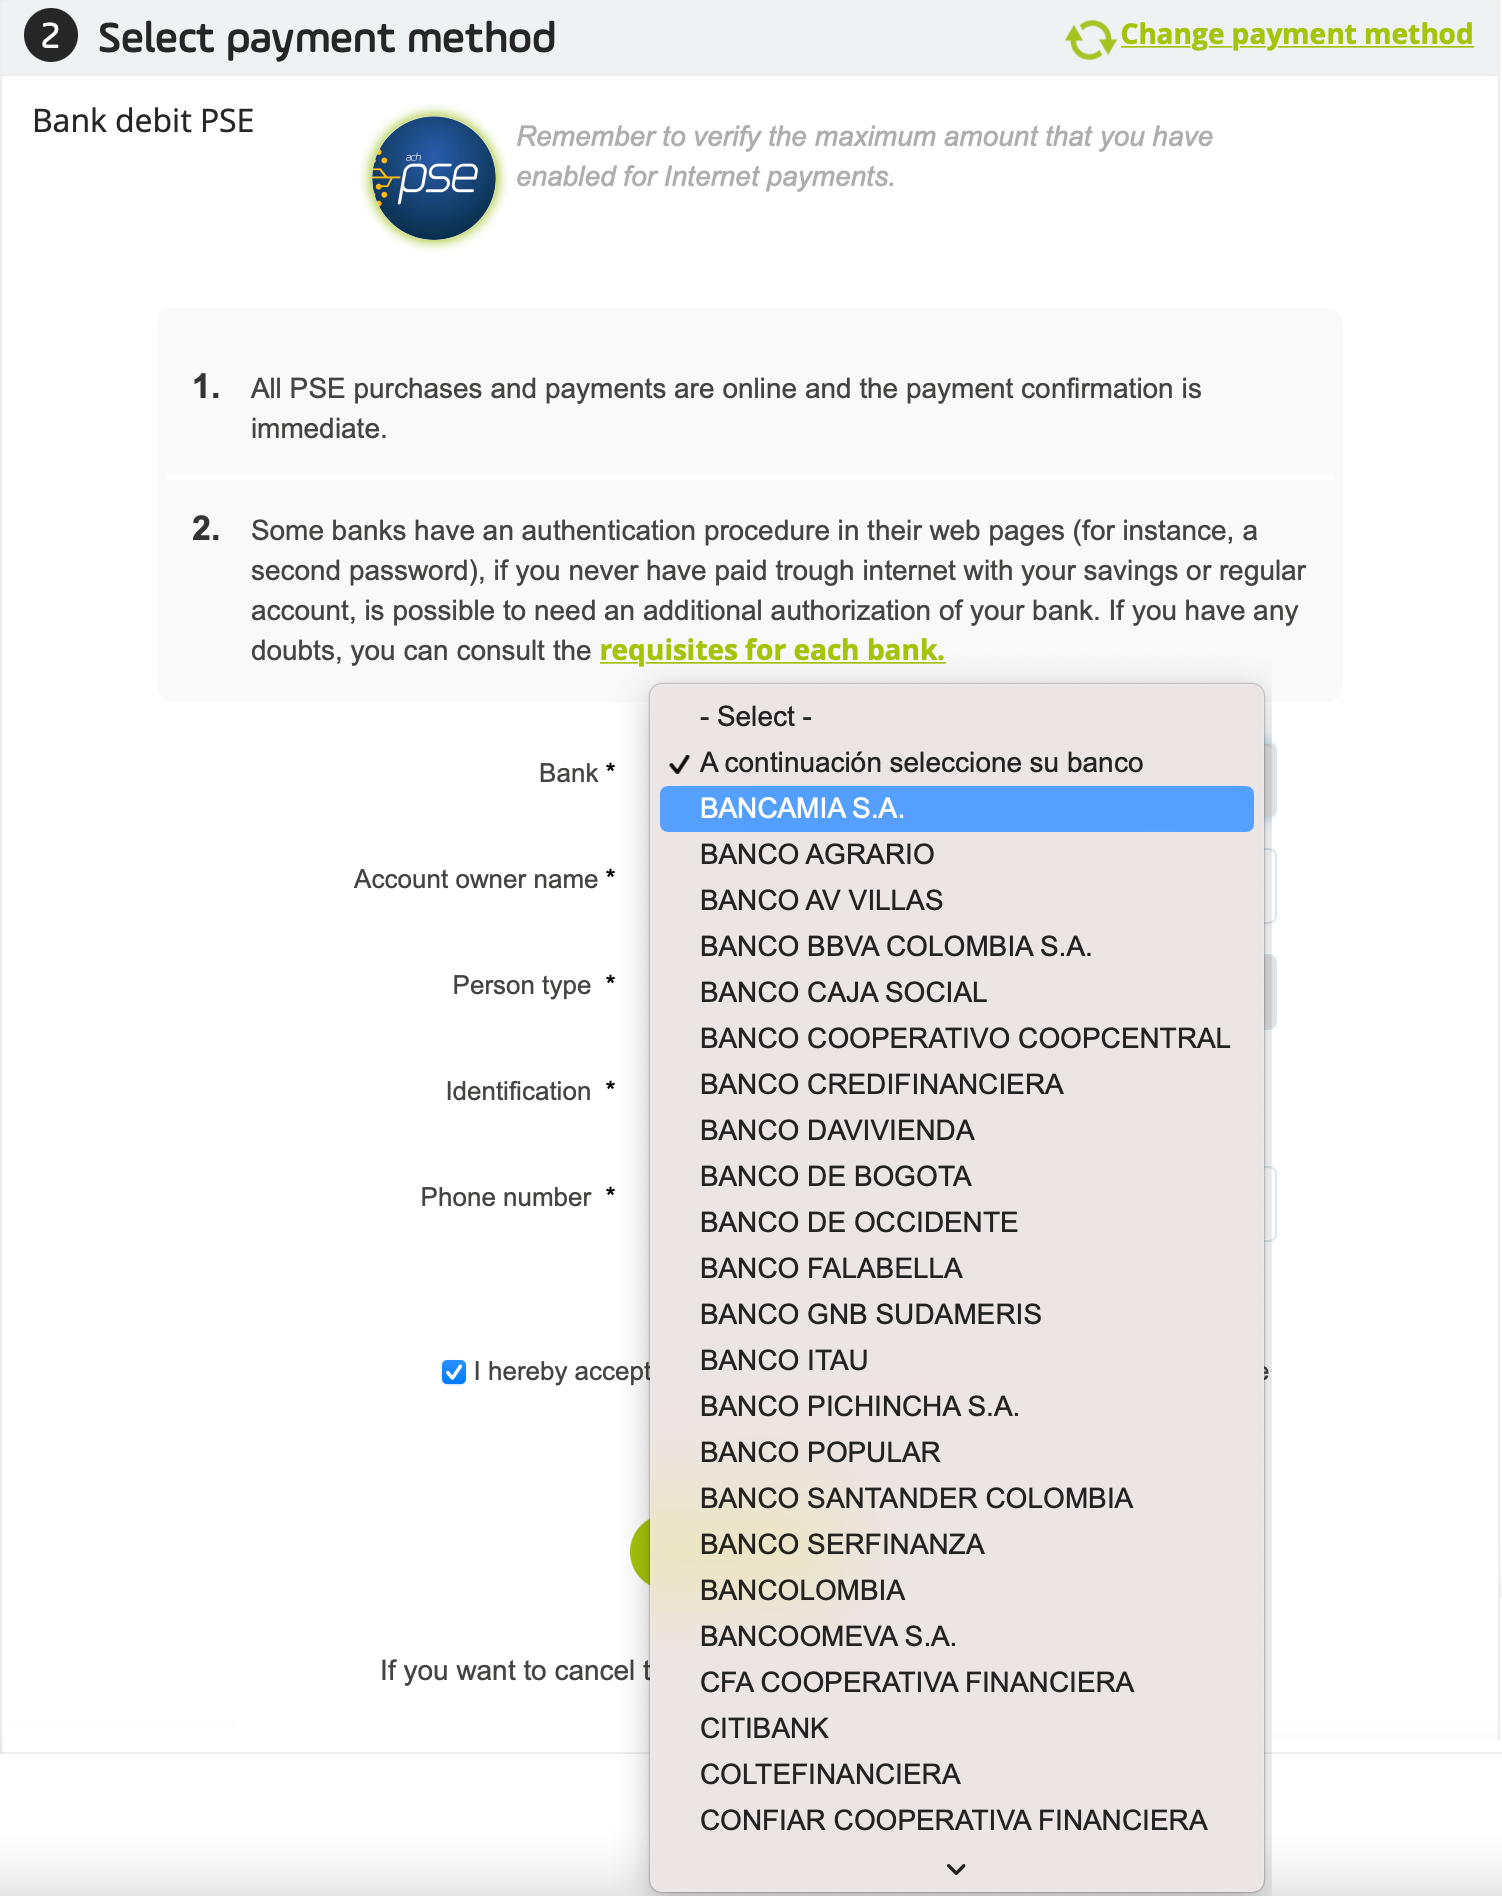 2 Select payment method
Change payment method
Bank debit PSE
ach
pse
Remember to verify the maximum amount that you have
enabled for Internet payments.
1. All PSE purchases and payments are online and the payment confirmation is
immediate.
2. Some banks have an authentication procedure in their web pages (for instance, a
second password), if you never have paid trough internet with your savings or regular
account, is possible to need an additional authorization of your bank. If you have any
doubts, you can consult the requisites for each bank.
Bank *
Account owner name *
Person type *
Identification *
Phone number *
I hereby accept
If you want to cancel t
- Select -
A continuación seleccione su banco
BANCAMIA S.A.
BANCO AGRARIO
BANCO AV VILLAS
BANCO BBVA COLOMBIA S.A.
BANCO CAJA SOCIAL
BANCO COOPERATIVO COOPCENTRAL
BANCO CREDIFINANCIERA
BANCO DAVIVIENDA
BANCO DE BOGOTA
BANCO DE OCCIDENTE
BANCO FALABELLA
BANCO GNB SUDAMERIS
BANCO ITAU
BANCO PICHINCHA S.A.
BANCO POPULAR
BANCO SANTANDER COLOMBIA
BANCO SERFINANZA
BANCOLOMBIA
BANCOOMEVA S.A.
CFA COOPERATIVA FINANCIERA
CITIBANK
COLTEFINANCIERA
CONFIAR COOPERATIVA FINANCIERA